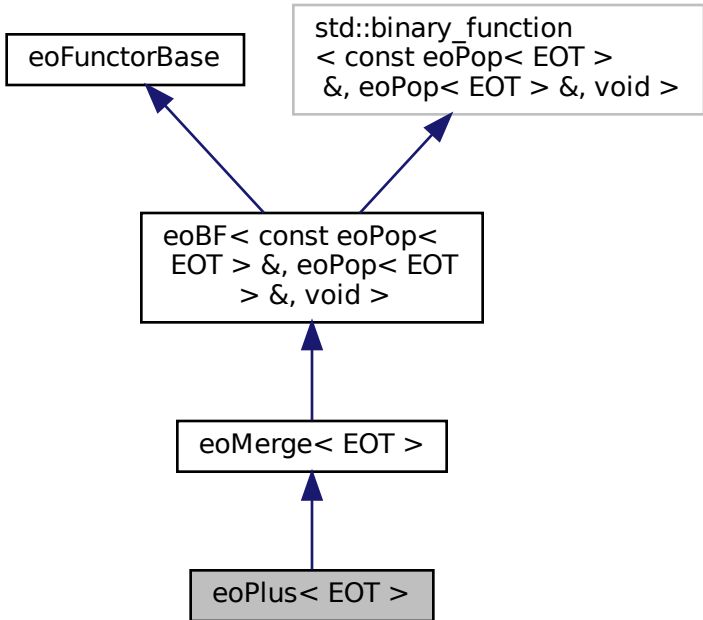 eoFunctorBase
std::binary_function
< const eoPop< EOT >
&, eoPop< EOT > &, void >
eoBF< const eoPop<
EOT > &, eoPop< EOT
> &, void >
eoMerge< EOT >
eoPlus< EOT >